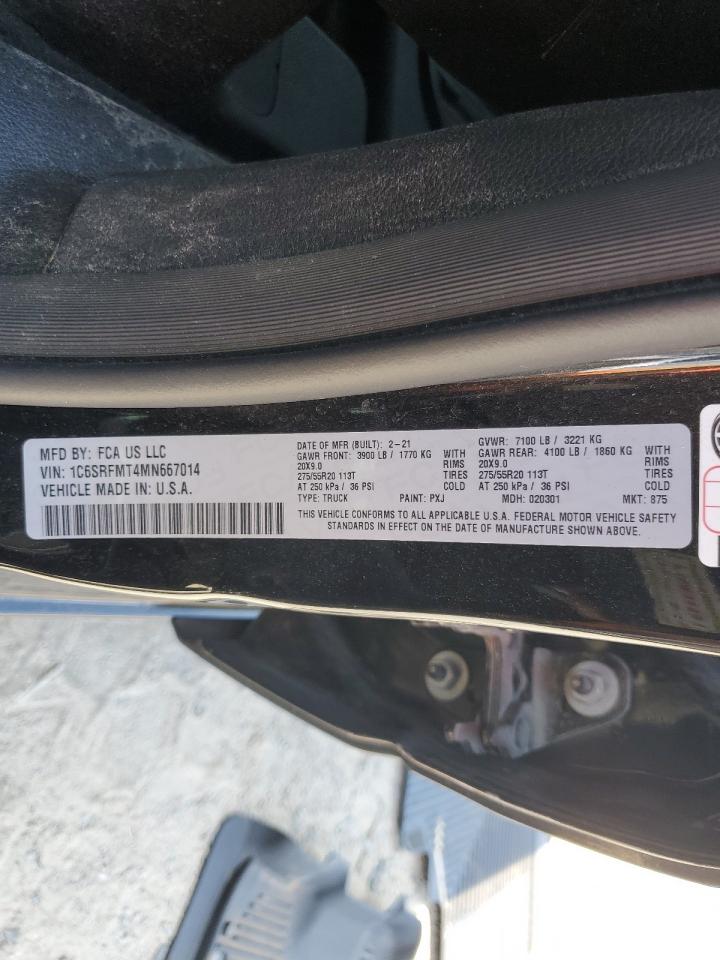 MFD BY: FCA US LLC
VIN: 1C6SRFMT4MN667014
VEHICLE MADE IN: U.S.A.
DATE OF MFR (BUILT): 2-21 GVWR: 7100 LB / 3221 KG
GAWR FRONT: 3900 LB / 1770 KG WITH GAWR REAR: 4100 LB / 1860 KG WITH
20X9.0 RIMS 20X9.0 RIMS
275/55R20 113T TIRES 275/55R20 113T TIRES
AT 250 kPa / 36 PSI COLD AT 250 kPa / 36 PSI COLD
TYPE: TRUCK PAINT: PXJ MDH: 020301 MKT: 875
THIS VEHICLE CONFORMS TO ALL APPLICABLE U.S.A. FEDERAL MOTOR VEHICLE SAFETY
STANDARDS IN EFFECT ON THE DATE OF MANUFACTURE SHOWN ABOVE.